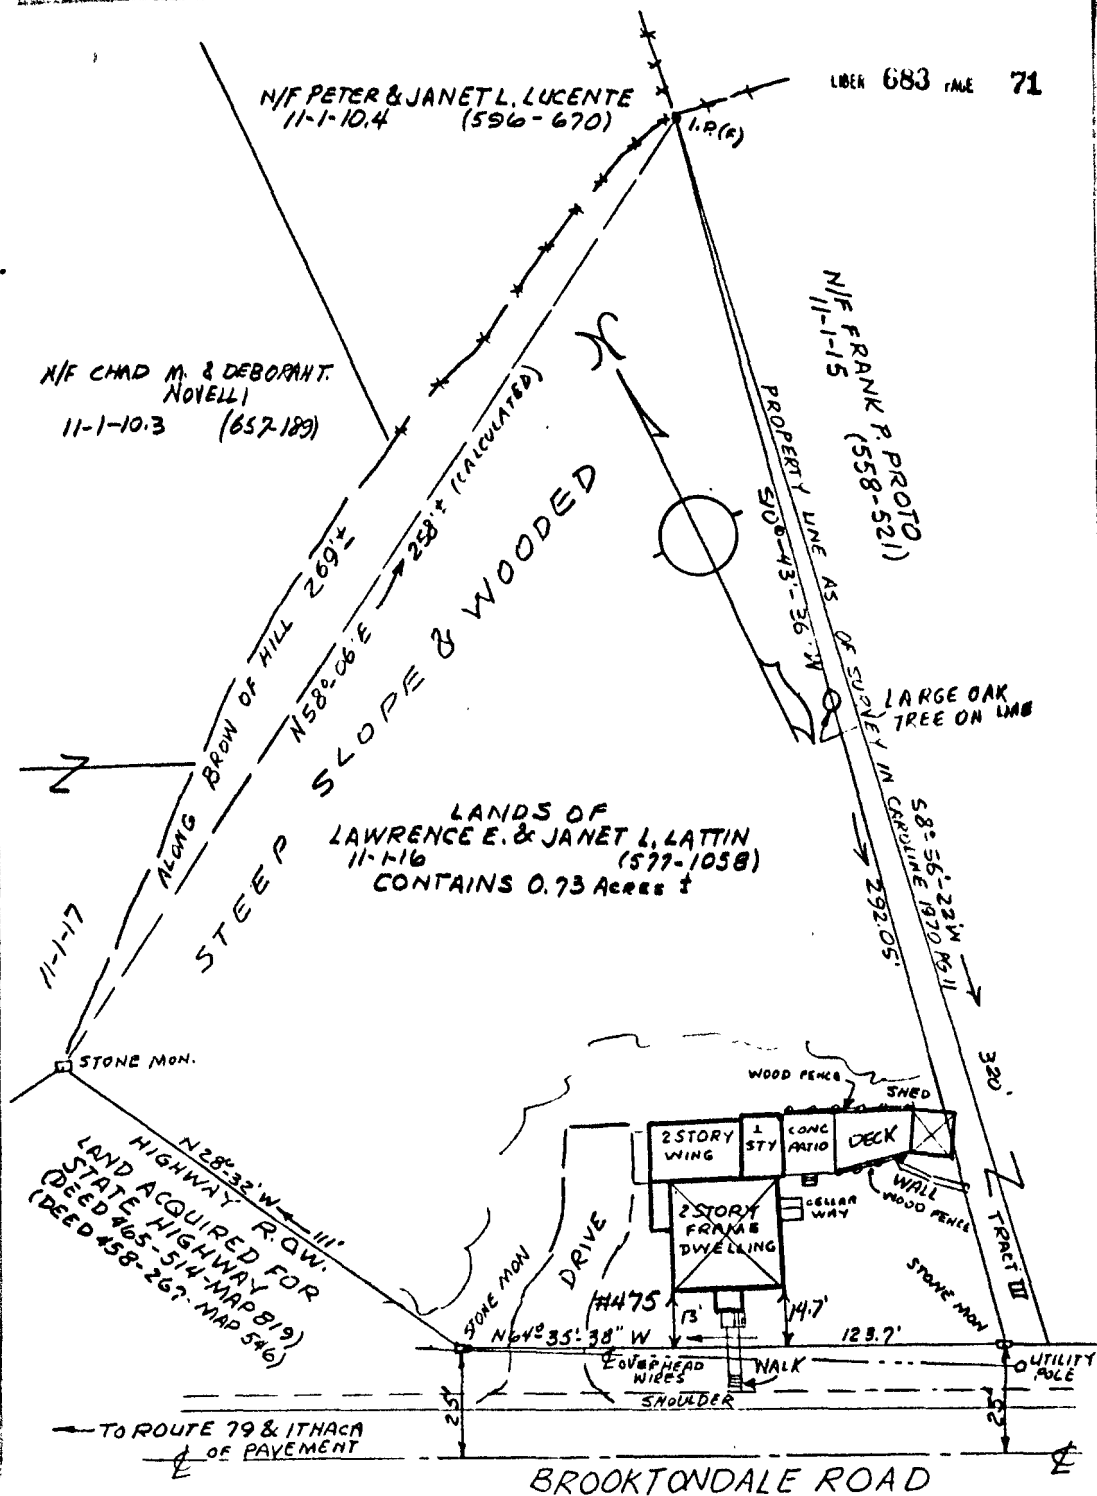 LIBER 683 PAGE 71
N/F PETER & JANET L. LUCENTE
11-1-10.4 (596-670)
I.P.(F)
N/F FRANK P. PROTO
11-1-15 (558-521)
N/F CHAD M. & DEBORAH T.
NOVELLI
11-1-10.3 (657-189)
PROPERTY LINE AS OF SURVEY IN CAROLINE 1970 PG 11
S10°-43'-36"W
292.05'
S8°-56'-22"W
320'
TRACT III
ALONG BROW OF HILL 269'±
N58°-06'E 258'± (CALCULATED)
STEEP SLOPE & WOODED
LARGE OAK
TREE ON LINE
LANDS OF
LAWRENCE E. & JANET L. LATTIN
11-1-16 (577-1058)
CONTAINS 0.73 Acres ±
11-1-17
STONE MON.
N28°-32'W 111'
HIGHWAY R.O.W.
LAND ACQUIRED FOR
STATE HIGHWAY
(DEED 465-514-MAP 819)
(DEED 458-267-MAP 546)
WOOD FENCE
SHED
2 STORY
WING
1
STY
CONC
PATIO
DECK
WALL
WOOD FENCE
CELLAR
WAY
2 STORY
FRAME
DWELLING
DRIVE
STONE MON
STONE MON
#475
13'
14.7'
N64°-35'-38" W
123.7'
℄ OVERHEAD
WIRES
WALK
UTILITY
POLE
SHOULDER
25'
25'
TO ROUTE 79 & ITHACA
℄ OF PAVEMENT
℄
BROOKTONDALE ROAD